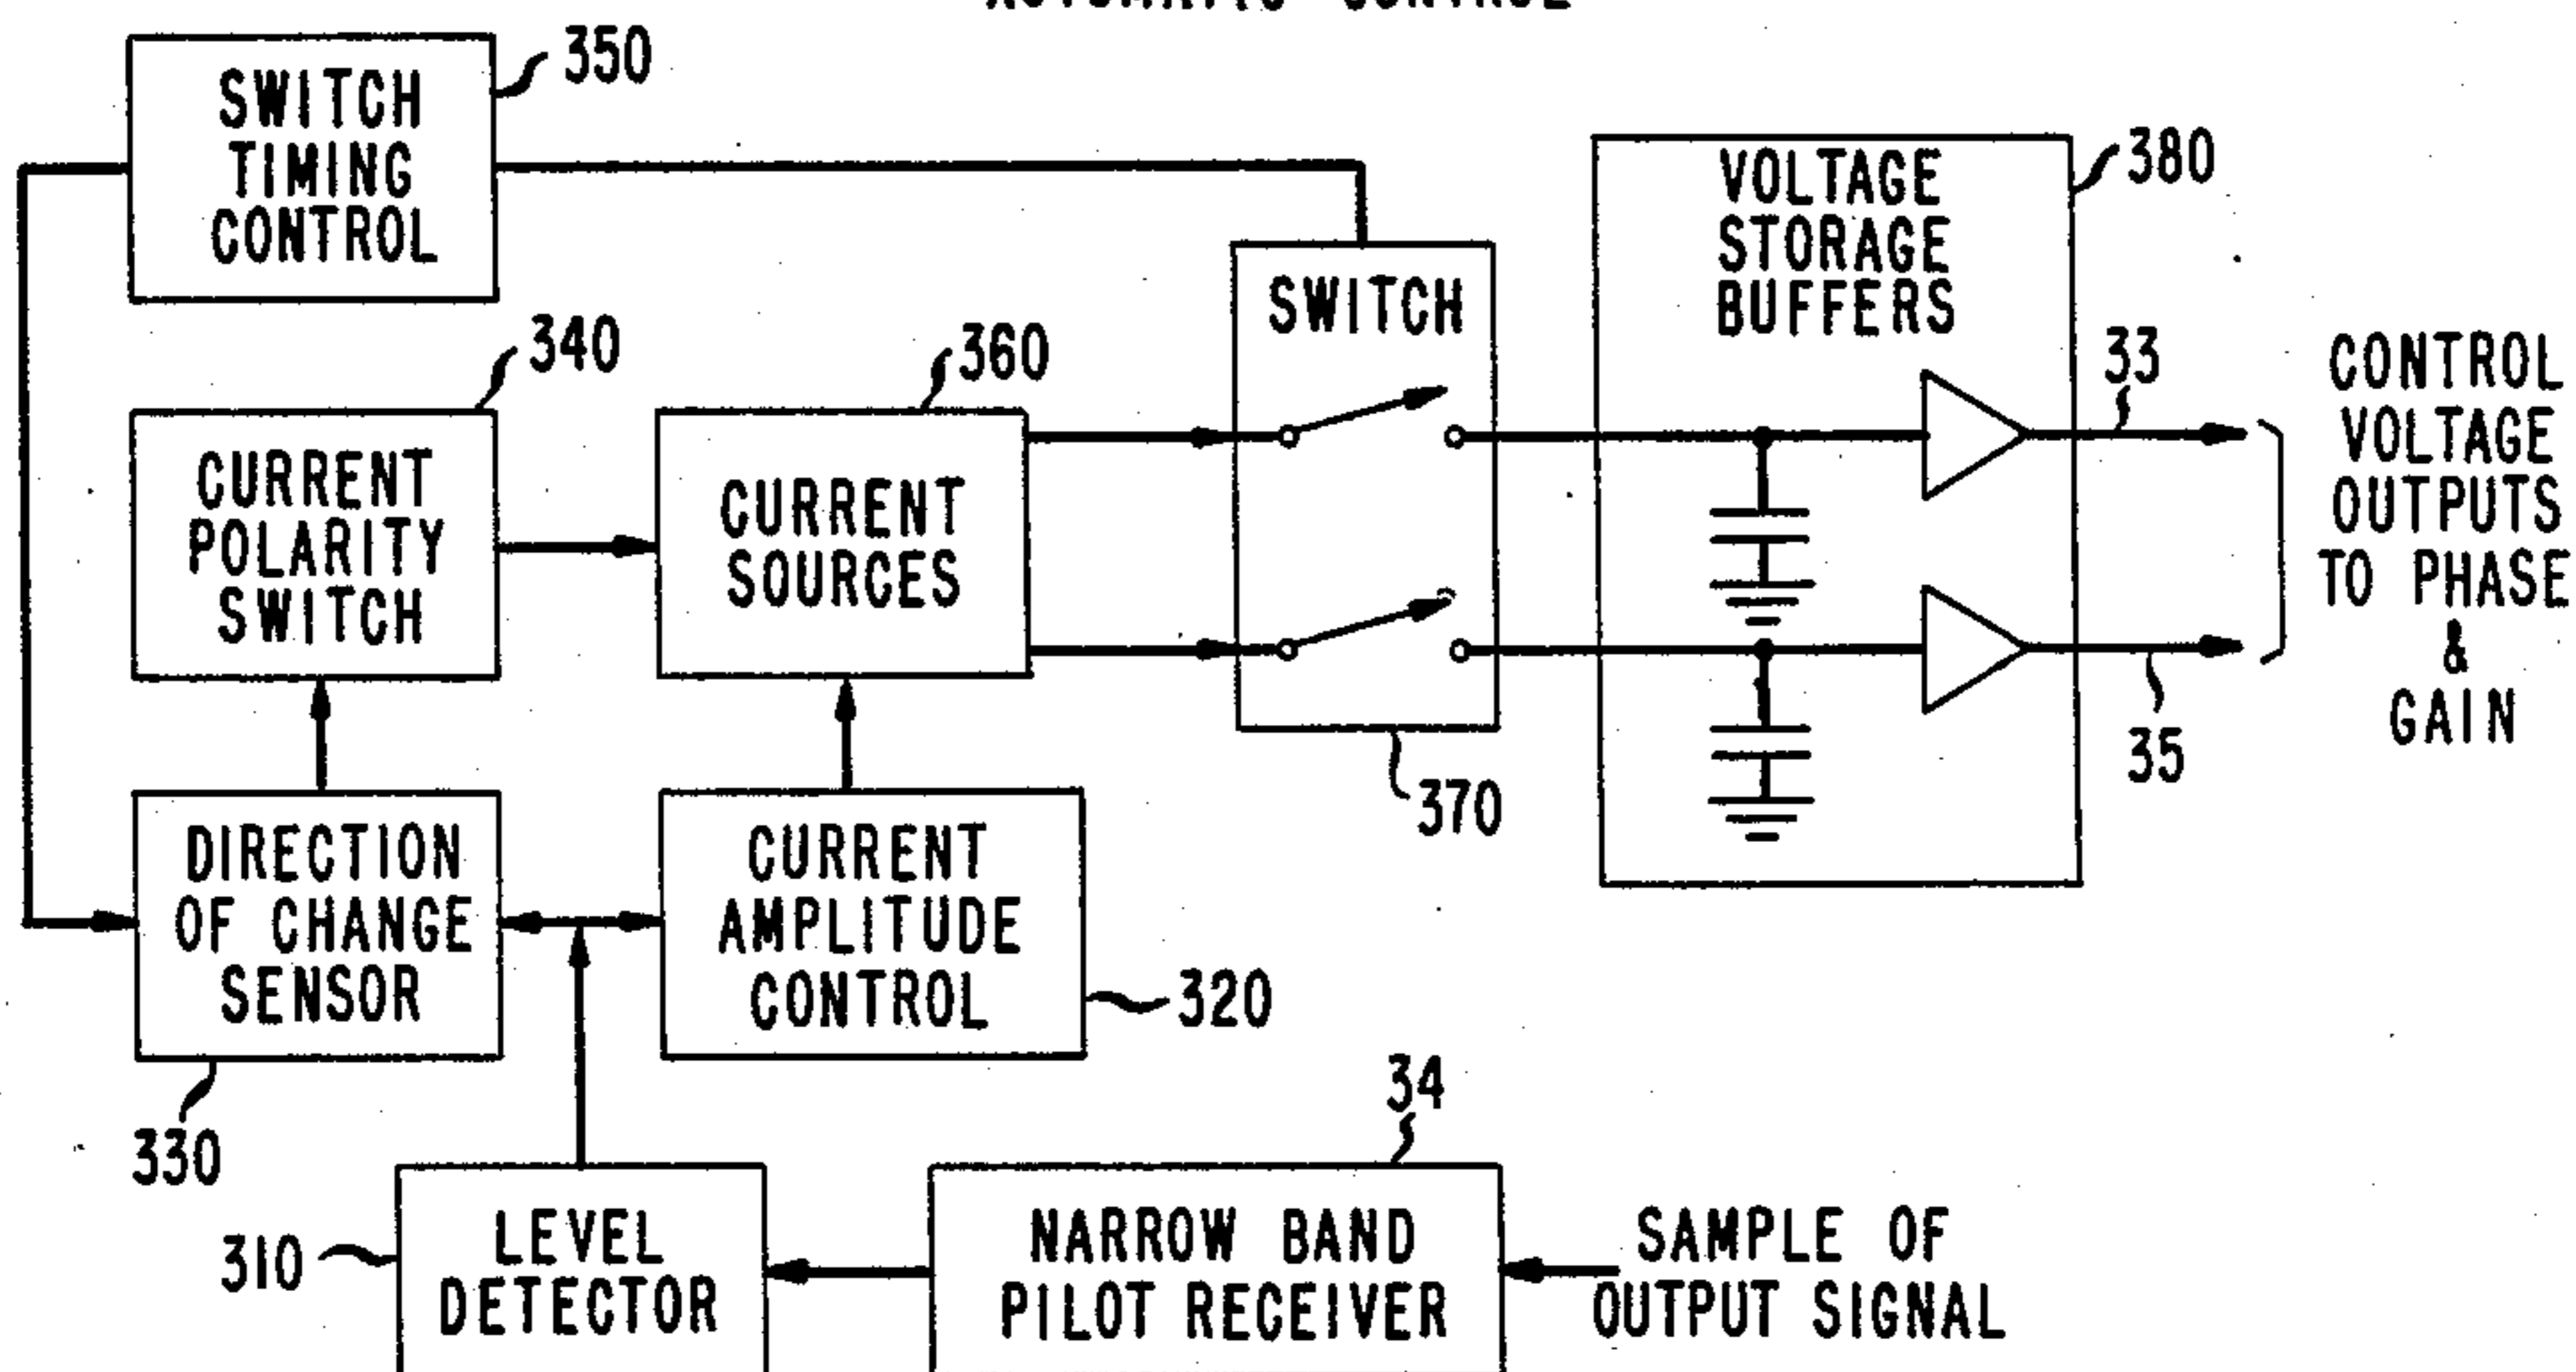 AUTOMATIC CONTROL
350
SWITCH
TIMING
CONTROL
340
CURRENT
POLARITY
SWITCH
360
CURRENT
SOURCES
SWITCH
370
VOLTAGE
STORAGE
BUFFERS
380
33
35
CONTROL
VOLTAGE
OUTPUTS
TO PHASE
&
GAIN
DIRECTION
OF CHANGE
SENSOR
330
CURRENT
AMPLITUDE
CONTROL
320
310
LEVEL
DETECTOR
34
NARROW BAND
PILOT RECEIVER
SAMPLE OF
OUTPUT SIGNAL